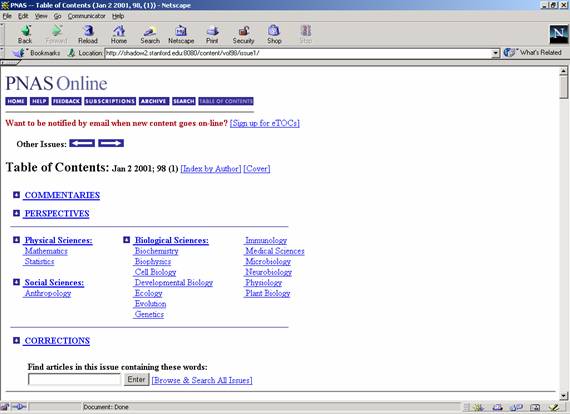 PNAS -- Table of Contents (Jan 2 2001, 98, (1)) - Netscape
File Edit View Go Communicator Help
Back Forward Reload Home Search Netscape Print Security Shop Stop
Bookmarks Location: http://shadow2.stanford.edu:8080/content/vol98/issue1/ What's Related
PNAS Online
HOME HELP FEEDBACK SUBSCRIPTIONS ARCHIVE SEARCH TABLE OF CONTENTS
Want to be notified by email when new content goes on-line? [Sign up for eTOCs]
Other Issues:
Table of Contents: Jan 2 2001; 98 (1) [Index by Author] [Cover]
COMMENTARIES
PERSPECTIVES
Physical Sciences:
Mathematics
Statistics
Social Sciences:
Anthropology
Biological Sciences:
Biochemistry
Biophysics
Cell Biology
Developmental Biology
Ecology
Evolution
Genetics
Immunology
Medical Sciences
Microbiology
Neurobiology
Physiology
Plant Biology
CORRECTIONS
Find articles in this issue containing these words:
Enter [Browse & Search All Issues]
Document: Done